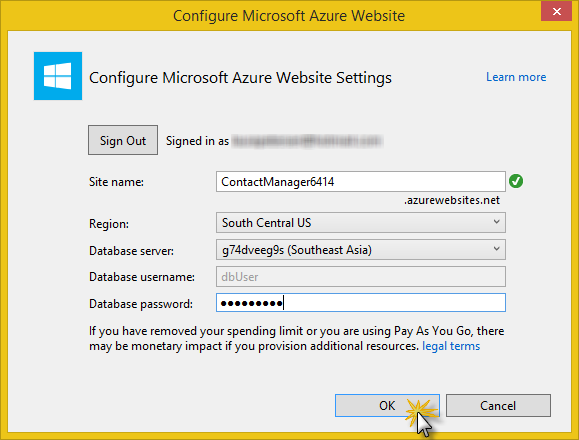 Configure Microsoft Azure Website
Configure Microsoft Azure Website Settings
Learn more
Sign Out
Signed in as
Site name:
ContactManager6414
.azurewebsites.net
Region:
South Central US
Database server:
g74dveeg9s (Southeast Asia)
Database username:
dbUser
Database password:
●●●●●●●●●
If you have removed your spending limit or you are using Pay As You Go, there
may be monetary impact if you provision additional resources. legal terms
OK
Cancel